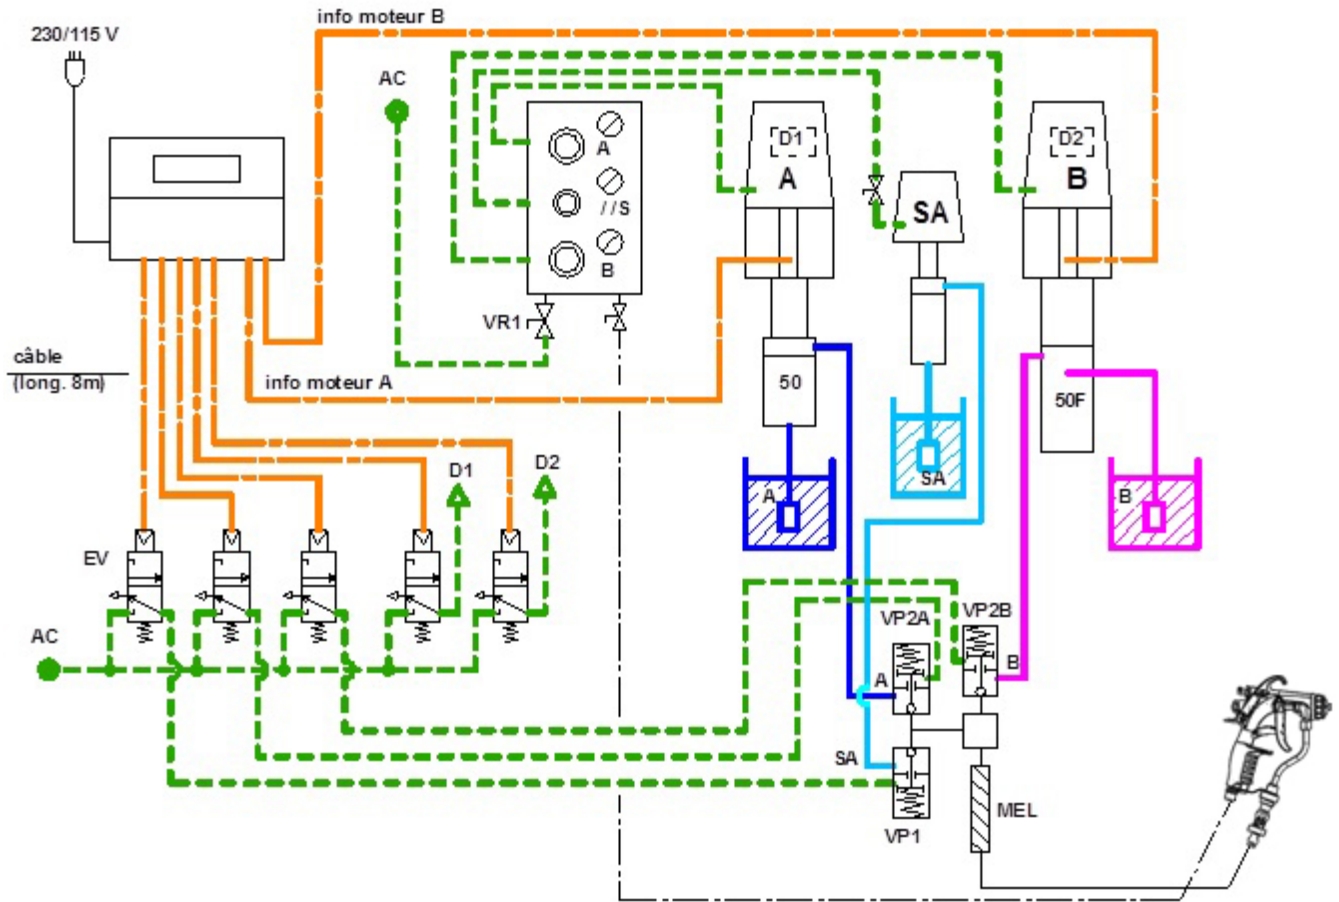 info moteur B
230/115 V
AC
D1
D2
A
A
B
//S
SA
B
VR1
câble
(long. 8m)
info moteur A
50
50F
D1
D2
A
SA
B
EV
AC
VP2A
VP2B
A
B
SA
MEL
VP1